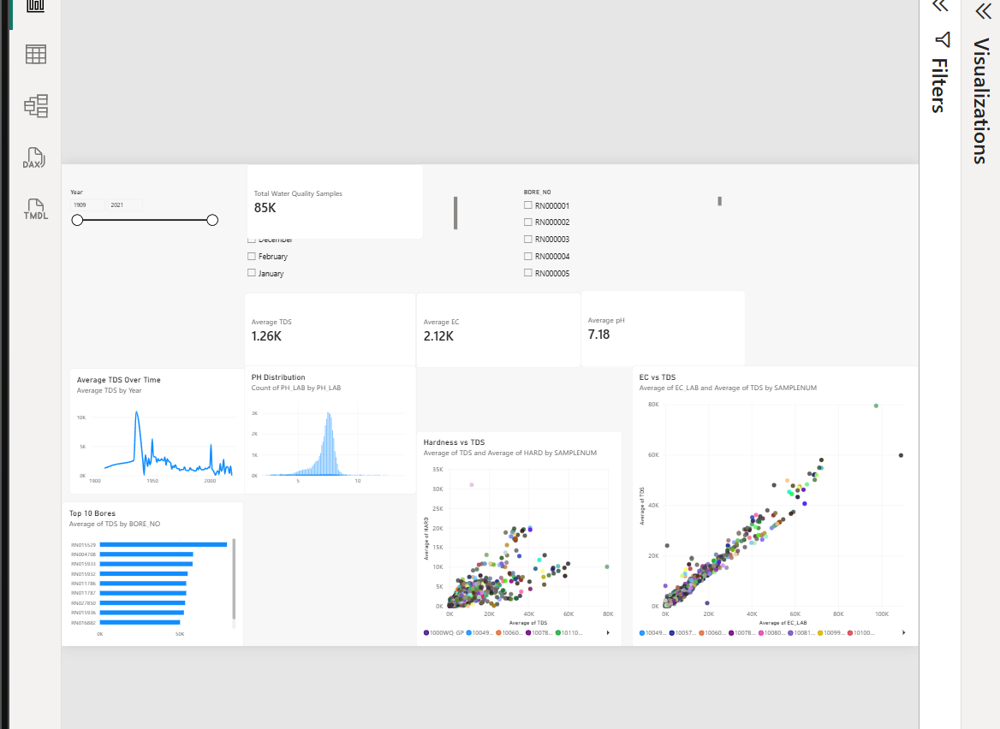 DAX
TMDL
Filters
Visualizations
Year
1909 2021
Total Water Quality Samples
85K
December
February
January
BORE_NO
RN000001
RN000002
RN000003
RN000004
RN000005
Average TDS
1.26K
Average EC
2.12K
Average pH
7.18
Average TDS Over Time
Average TDS by Year
10K
5K
0K
1900 1950 2000
PH Distribution
Count of PH_LAB by PH_LAB
3K
2K
1K
0K
5 10
Top 10 Bores
Average of TDS by BORE_NO
RN015529
RN004708
RN015933
RN015932
RN011786
RN011787
RN027850
RN015936
RN016882
0K 50K
Hardness vs TDS
Average of TDS and Average of HARD by SAMPLENUM
Average of HARD
35K
30K
25K
20K
15K
10K
5K
0K
0K 20K 40K 60K 80K
Average of TDS
1000WQ_GP 10049... 10060... 10078... 10110...
EC vs TDS
Average of EC_LAB and Average of TDS by SAMPLENUM
Average of TDS
80K
60K
40K
20K
0K
0K 20K 40K 60K 80K 100K
Average of EC_LAB
10049... 10057... 10060... 10078... 10080... 10081... 10099... 10100...